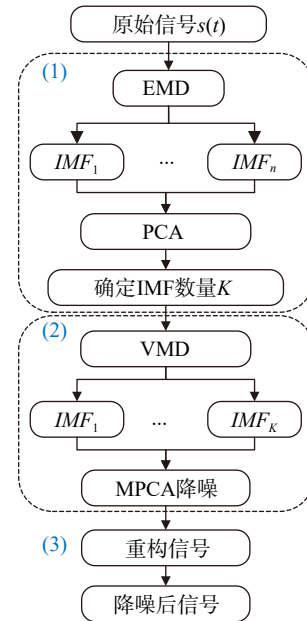 原始信号s(t)
(1)
EMD
IMF₁ ... IMFₙ
PCA
确定IMF数量K
(2)
VMD
IMF₁ ... IMF_K
MPCA降噪
(3)
重构信号
降噪后信号